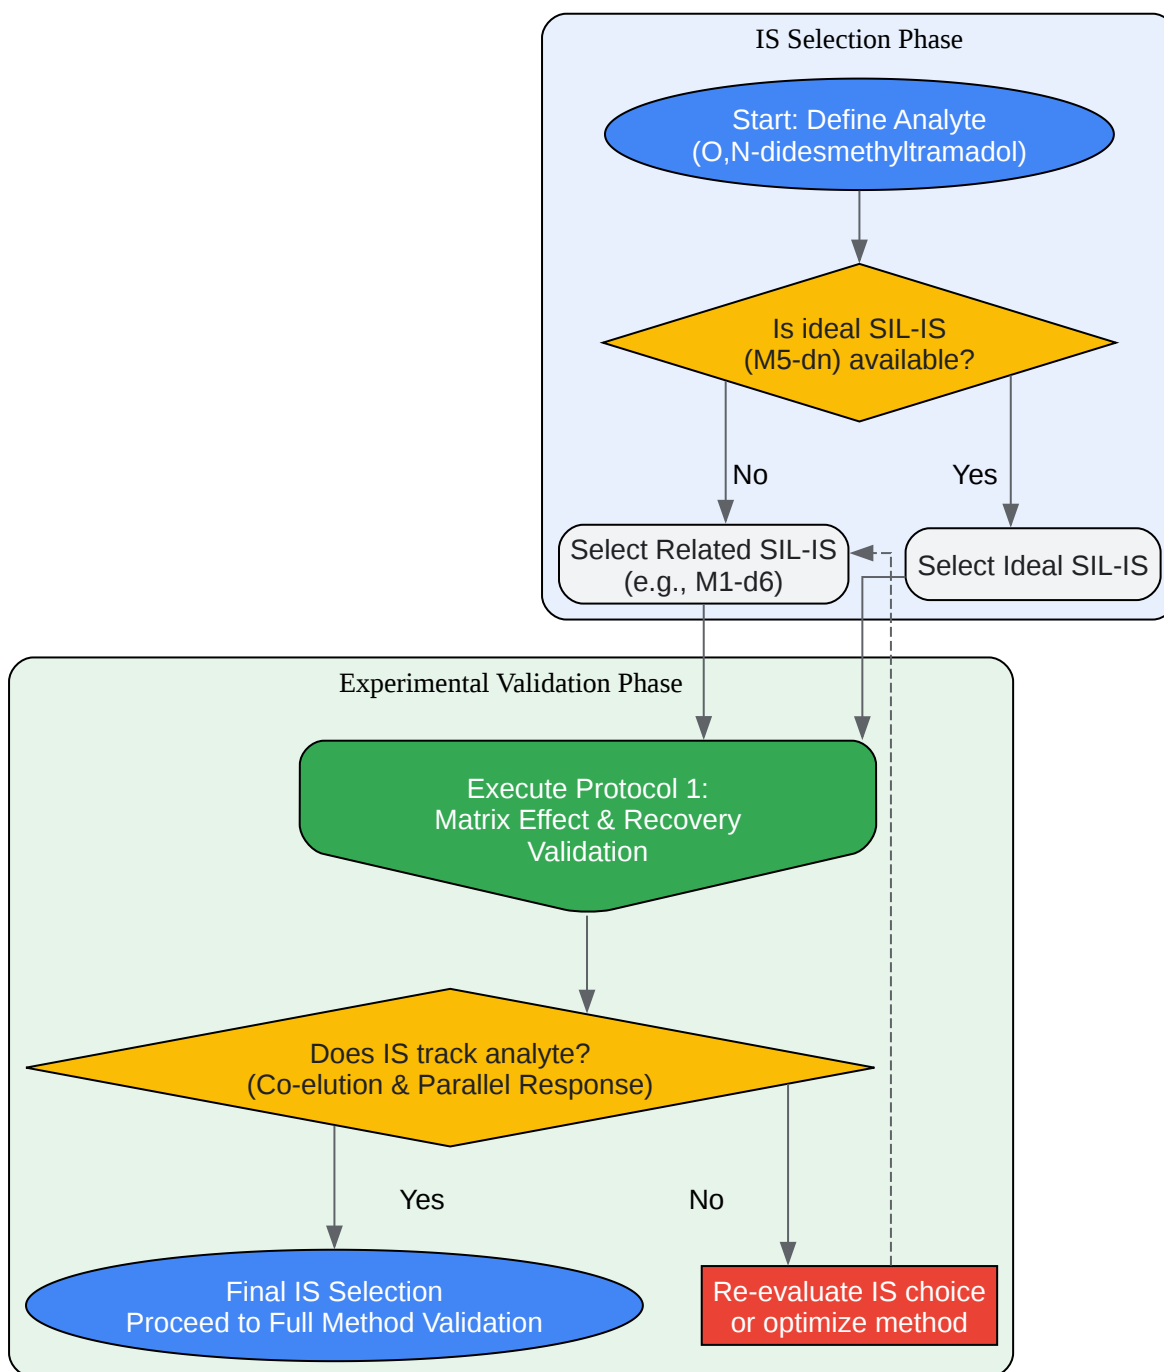 IS Selection Phase
Start: Define Analyte
(O,N-didesmethyltramadol)
Is ideal SIL-IS
(M5-dn) available?
No
Yes
Select Related SIL-IS
(e.g., M1-d6)
Select Ideal SIL-IS
Experimental Validation Phase
Execute Protocol 1:
Matrix Effect & Recovery
Validation
Does IS track analyte?
(Co-elution & Parallel Response)
Yes
No
Final IS Selection
Proceed to Full Method Validation
Re-evaluate IS choice
or optimize method